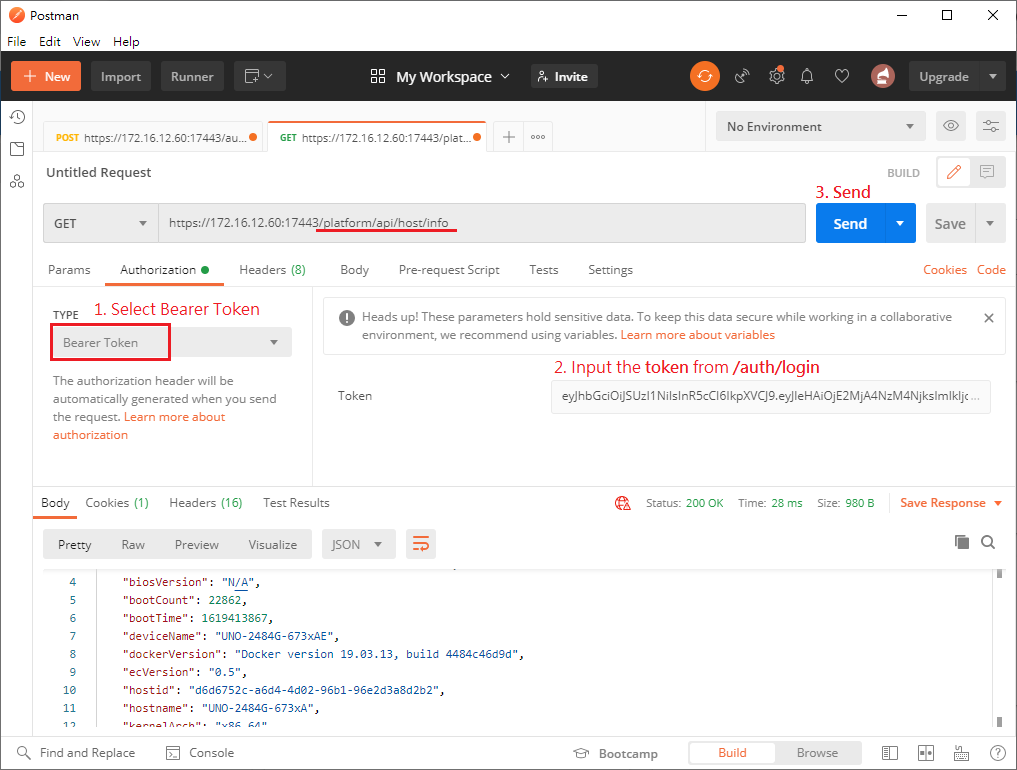 Postman
File Edit View Help
New Import Runner My Workspace Invite Upgrade
POST https://172.16.12.60:17443/au... GET https://172.16.12.60:17443/plat... No Environment
Untitled Request BUILD
3. Send
GET https://172.16.12.60:17443/platform/api/host/info Send Save
Params Authorization Headers (8) Body Pre-request Script Tests Settings Cookies Code
TYPE 1. Select Bearer Token
Bearer Token
The authorization header will be
automatically generated when you send
the request. Learn more about
authorization
Heads up! These parameters hold sensitive data. To keep this data secure while working in a collaborative
environment, we recommend using variables. Learn more about variables
2. Input the token from /auth/login
Token eyJhbGciOiJSUzI1NiIsInR5cCI6IkpXVCJ9.eyJleHAiOjE2MjA4NzM4NjksImlkIjc...
Body Cookies (1) Headers (16) Test Results Status: 200 OK Time: 28 ms Size: 980 B Save Response
Pretty Raw Preview Visualize JSON
4 "biosVersion": "N/A",
5 "bootCount": 22862,
6 "bootTime": 1619413867,
7 "deviceName": "UNO-2484G-673xAE",
8 "dockerVersion": "Docker version 19.03.13, build 4484c46d9d",
9 "ecVersion": "0.5",
10 "hostid": "d6d6752c-a6d4-4d02-96b1-96e2d3a8d2b2",
11 "hostname": "UNO-2484G-673xA",
12 "kernelArch": "x86_64"
Find and Replace Console Bootcamp Build Browse